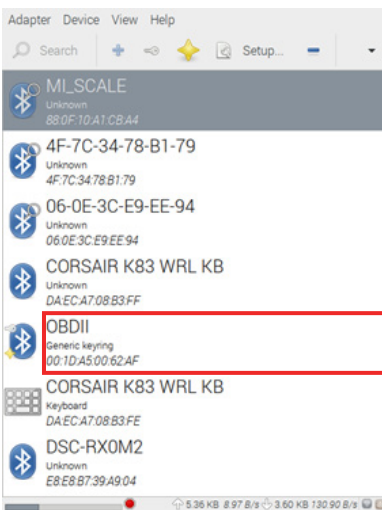 Adapter Device View Help
Search Setup...
MI_SCALE
Unknown
88:0F:10:A1:CB:A4
4F-7C-34-78-B1-79
Unknown
4F:7C:34:78:B1:79
06-0E-3C-E9-EE-94
Unknown
06:0E:3C:E9:EE:94
CORSAIR K83 WRL KB
Unknown
DA:EC:A7:08:B3:FF
OBDII
Generic keyring
00:1D:A5:00:62:AF
CORSAIR K83 WRL KB
Keyboard
DA:EC:A7:08:B3:FE
DSC-RX0M2
Unknown
E8:E8:B7:39:A9:04
5.36 KB 8.97 B/s 3.60 KB 130.90 B/s